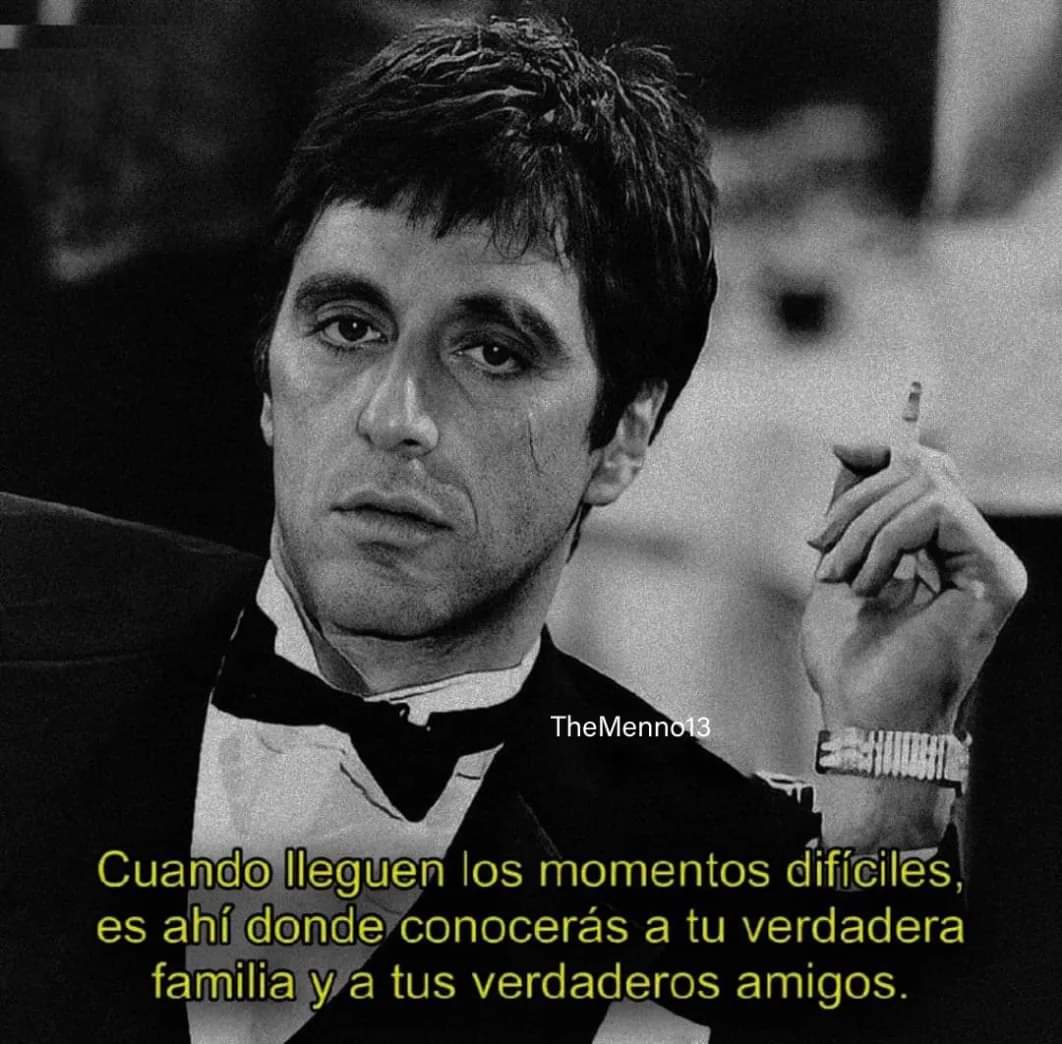 TheMenno13
Cuando lleguen los momentos difíciles,
es ahí donde conocerás a tu verdadera
familia y a tus verdaderos amigos.